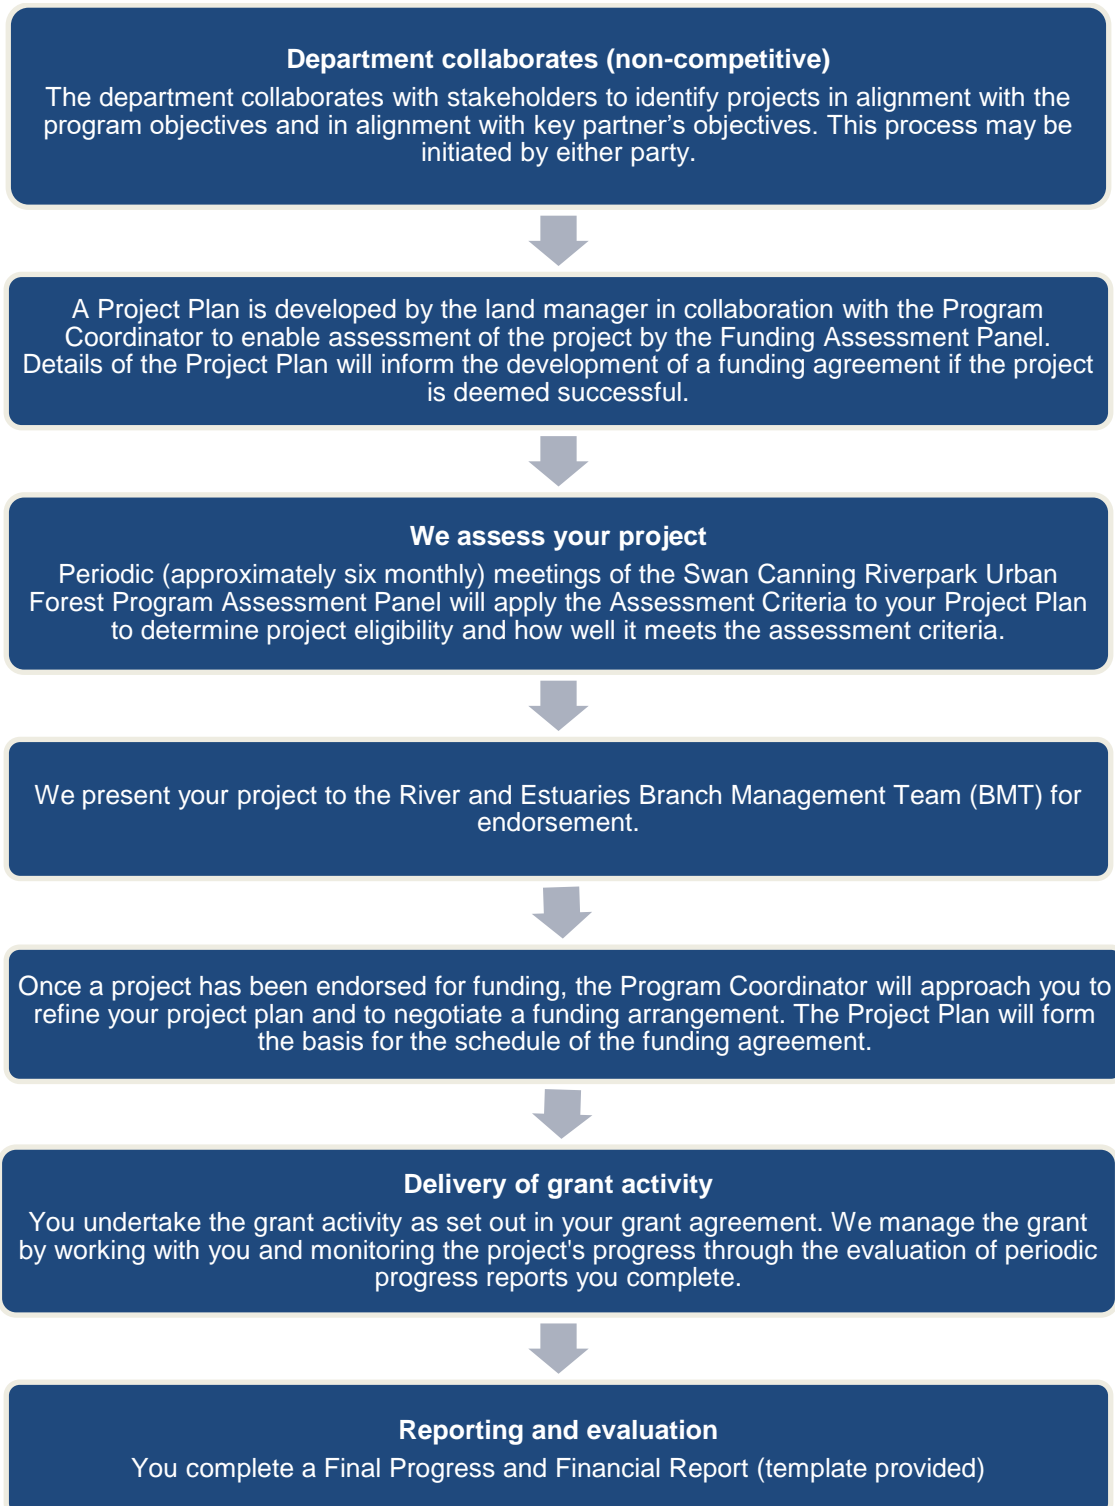 Department collaborates (non-competitive)
The department collaborates with stakeholders to identify projects in alignment with the
program objectives and in alignment with key partner’s objectives. This process may be
initiated by either party.
A Project Plan is developed by the land manager in collaboration with the Program
Coordinator to enable assessment of the project by the Funding Assessment Panel.
Details of the Project Plan will inform the development of a funding agreement if the project
is deemed successful.
We assess your project
Periodic (approximately six monthly) meetings of the Swan Canning Riverpark Urban
Forest Program Assessment Panel will apply the Assessment Criteria to your Project Plan
to determine project eligibility and how well it meets the assessment criteria.
We present your project to the River and Estuaries Branch Management Team (BMT) for
endorsement.
Once a project has been endorsed for funding, the Program Coordinator will approach you to
refine your project plan and to negotiate a funding arrangement. The Project Plan will form
the basis for the schedule of the funding agreement.
Delivery of grant activity
You undertake the grant activity as set out in your grant agreement. We manage the grant
by working with you and monitoring the project's progress through the evaluation of periodic
progress reports you complete.
Reporting and evaluation
You complete a Final Progress and Financial Report (template provided)